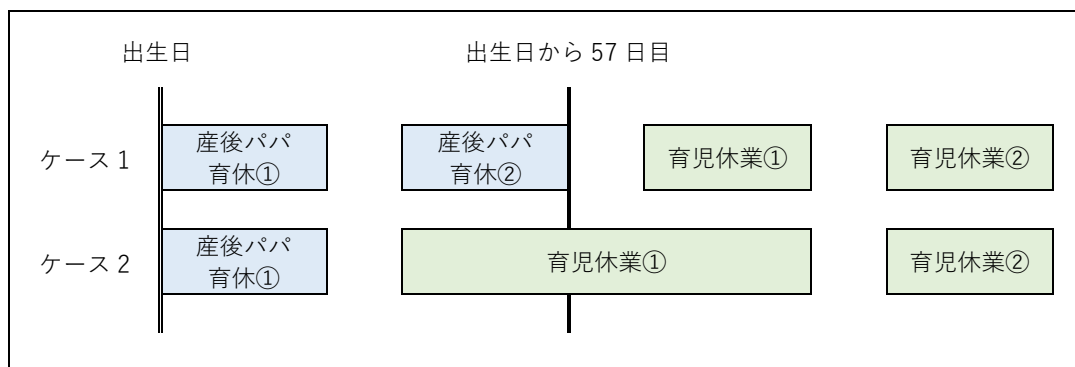 出生日
出生日から 57 日目
ケース 1
産後パパ
育休①
産後パパ
育休②
育児休業①
育児休業②
ケース 2
産後パパ
育休①
育児休業①
育児休業②